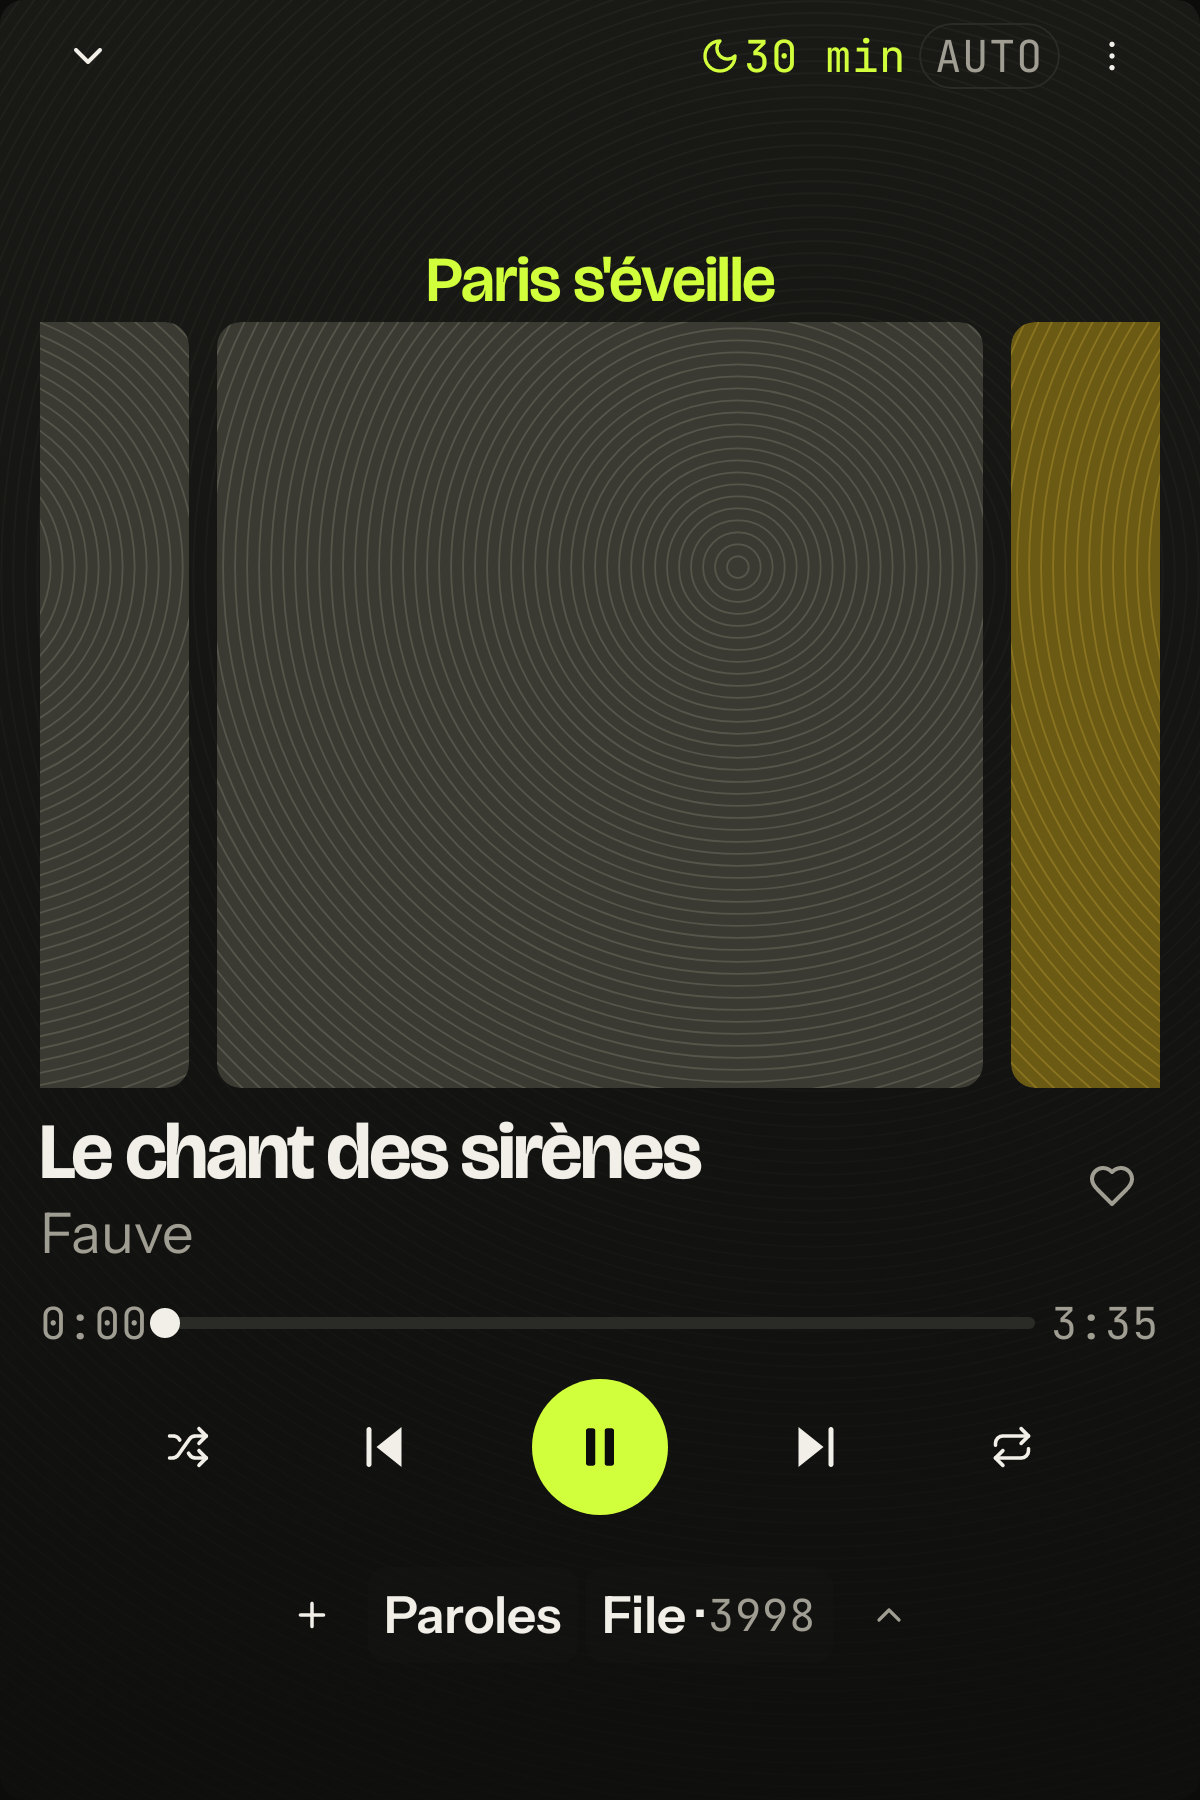 30 min AUTO
Paris s'éveille
Le chant des sirènes
Fauve
0:00 3:35
Paroles File·3998